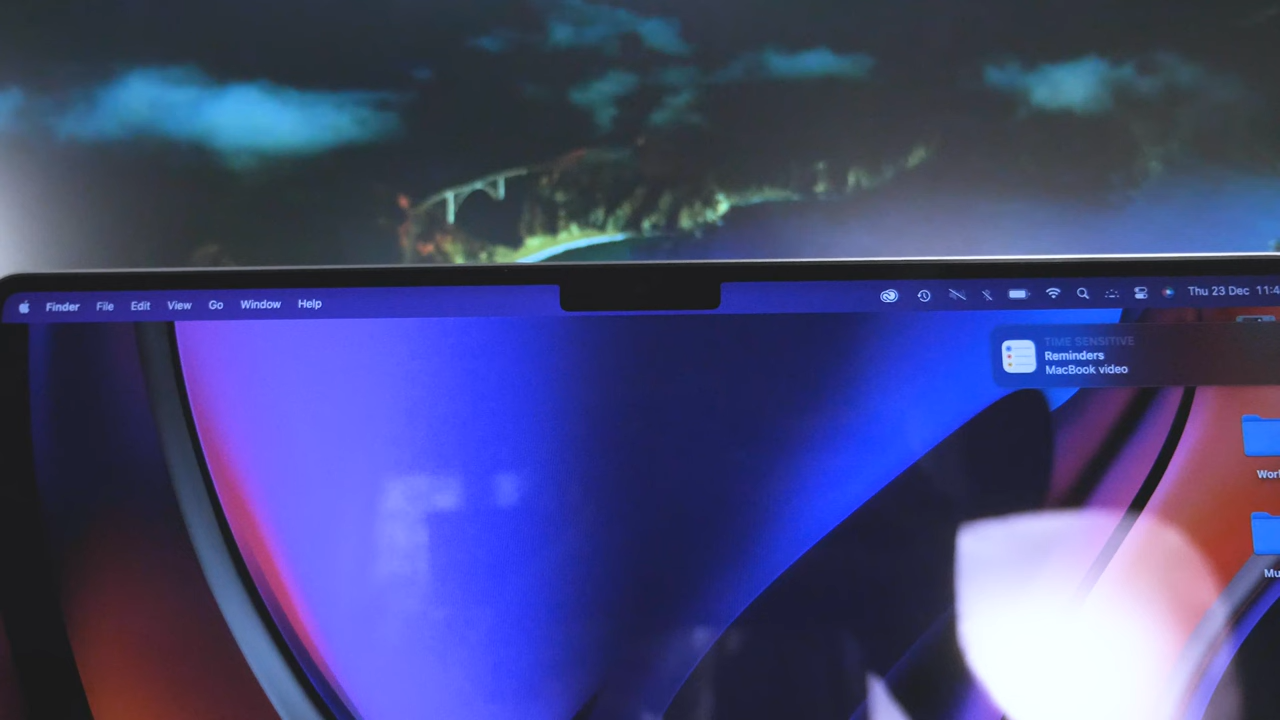 Finder File Edit View Go Window Help Thu 23 Dec
TIME SENSITIVE
Reminders
MacBook video